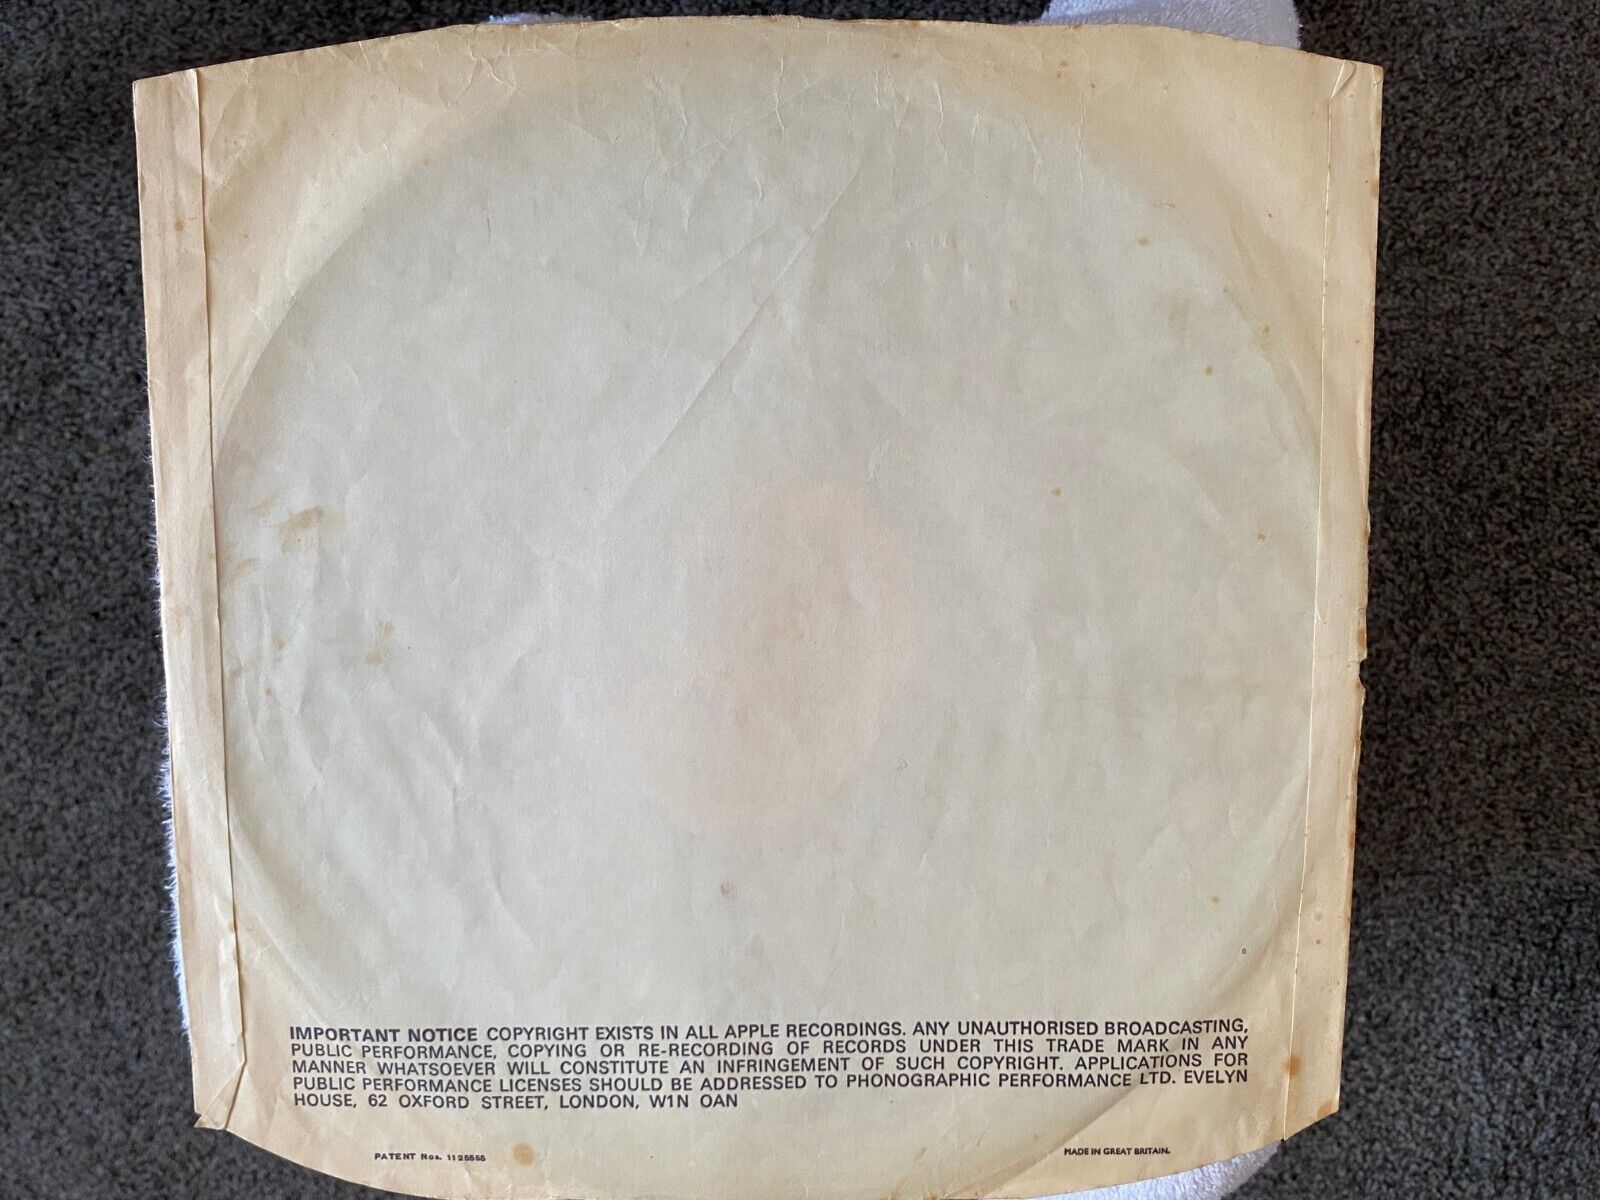 IMPORTANT NOTICE COPYRIGHT EXISTS IN ALL APPLE RECORDINGS. ANY UNAUTHORISED BROADCASTING,
PUBLIC PERFORMANCE, COPYING OR RE-RECORDING OF RECORDS UNDER THIS TRADE MARK IN ANY
MANNER WHATSOEVER WILL CONSTITUTE AN INFRINGEMENT OF SUCH COPYRIGHT. APPLICATIONS FOR
PUBLIC PERFORMANCE LICENSES SHOULD BE ADDRESSED TO PHONOGRAPHIC PERFORMANCE LTD. EVELYN
HOUSE, 62 OXFORD STREET, LONDON, W1N OAN
PATENT Nos. 1125555
MADE IN GREAT BRITAIN.